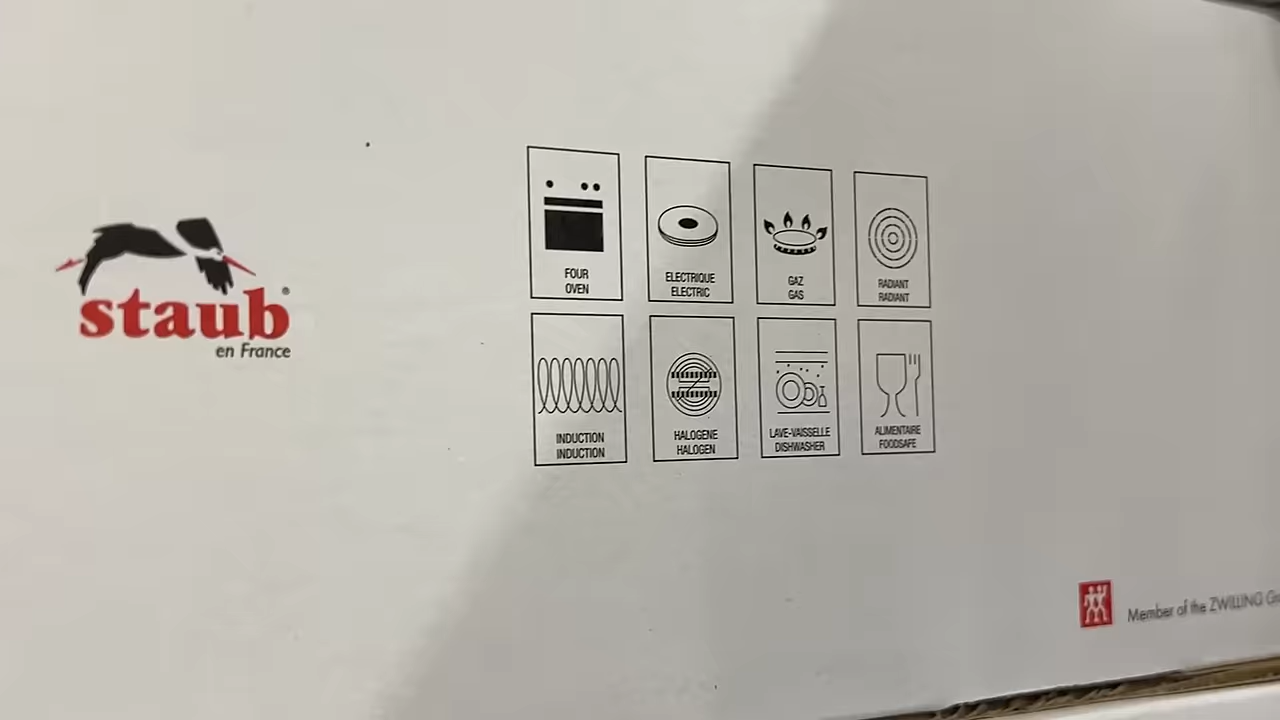 staub
en France
FOUR
OVEN
ELECTRIQUE
ELECTRIC
GAZ
GAS
RADIANT
RADIANT
INDUCTION
INDUCTION
HALOGENE
HALOGEN
LAVE-VAISSELLE
DISHWASHER
ALIMENTAIRE
FOODSAFE
Member of the ZWILLING